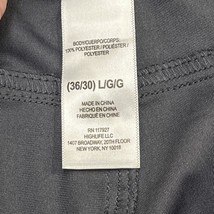 BODY/CUERPO/CORPS:
100% POLYESTER / POLIÉSTER /
POLYESTER
(36/30) L/G/G
MADE IN CHINA
HECHO EN CHINA
FABRIQUÉ EN CHINE
RN 117927
HIGHLIFE LLC
1407 BROADWAY, 20TH FLOOR
NEW YORK, NY 10018